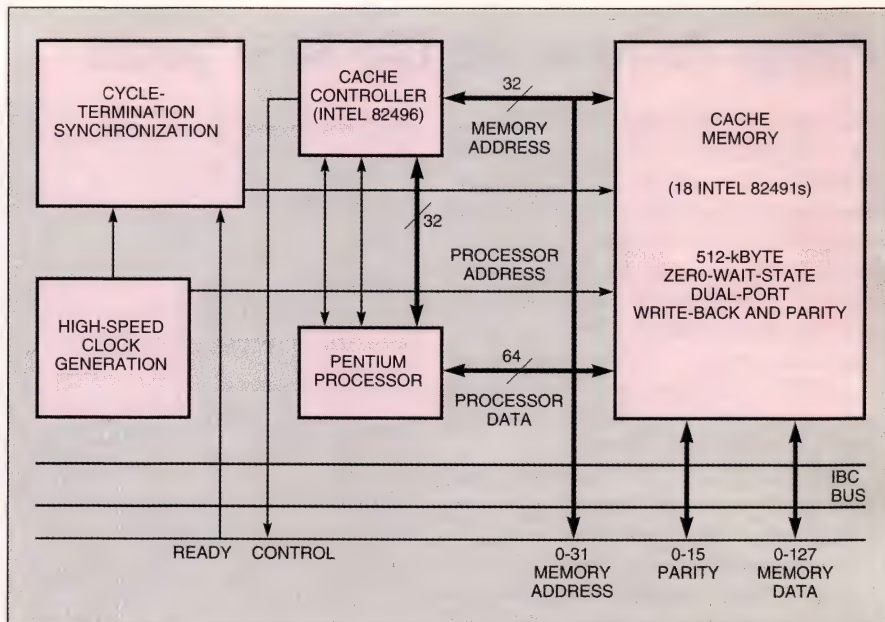 CYCLE-
TERMINATION
SYNCHRONIZATION
CACHE
CONTROLLER
(INTEL 82496)
32
MEMORY
ADDRESS
CACHE
MEMORY
(18 INTEL 82491s)
512-kBYTE
ZER0-WAIT-STATE
DUAL-PORT
WRITE-BACK AND PARITY
32
PROCESSOR
ADDRESS
HIGH-SPEED
CLOCK
GENERATION
PENTIUM
PROCESSOR
64
PROCESSOR
DATA
IBC
BUS
READY
CONTROL
0-31
MEMORY
ADDRESS
0-15
PARITY
0-127
MEMORY
DATA